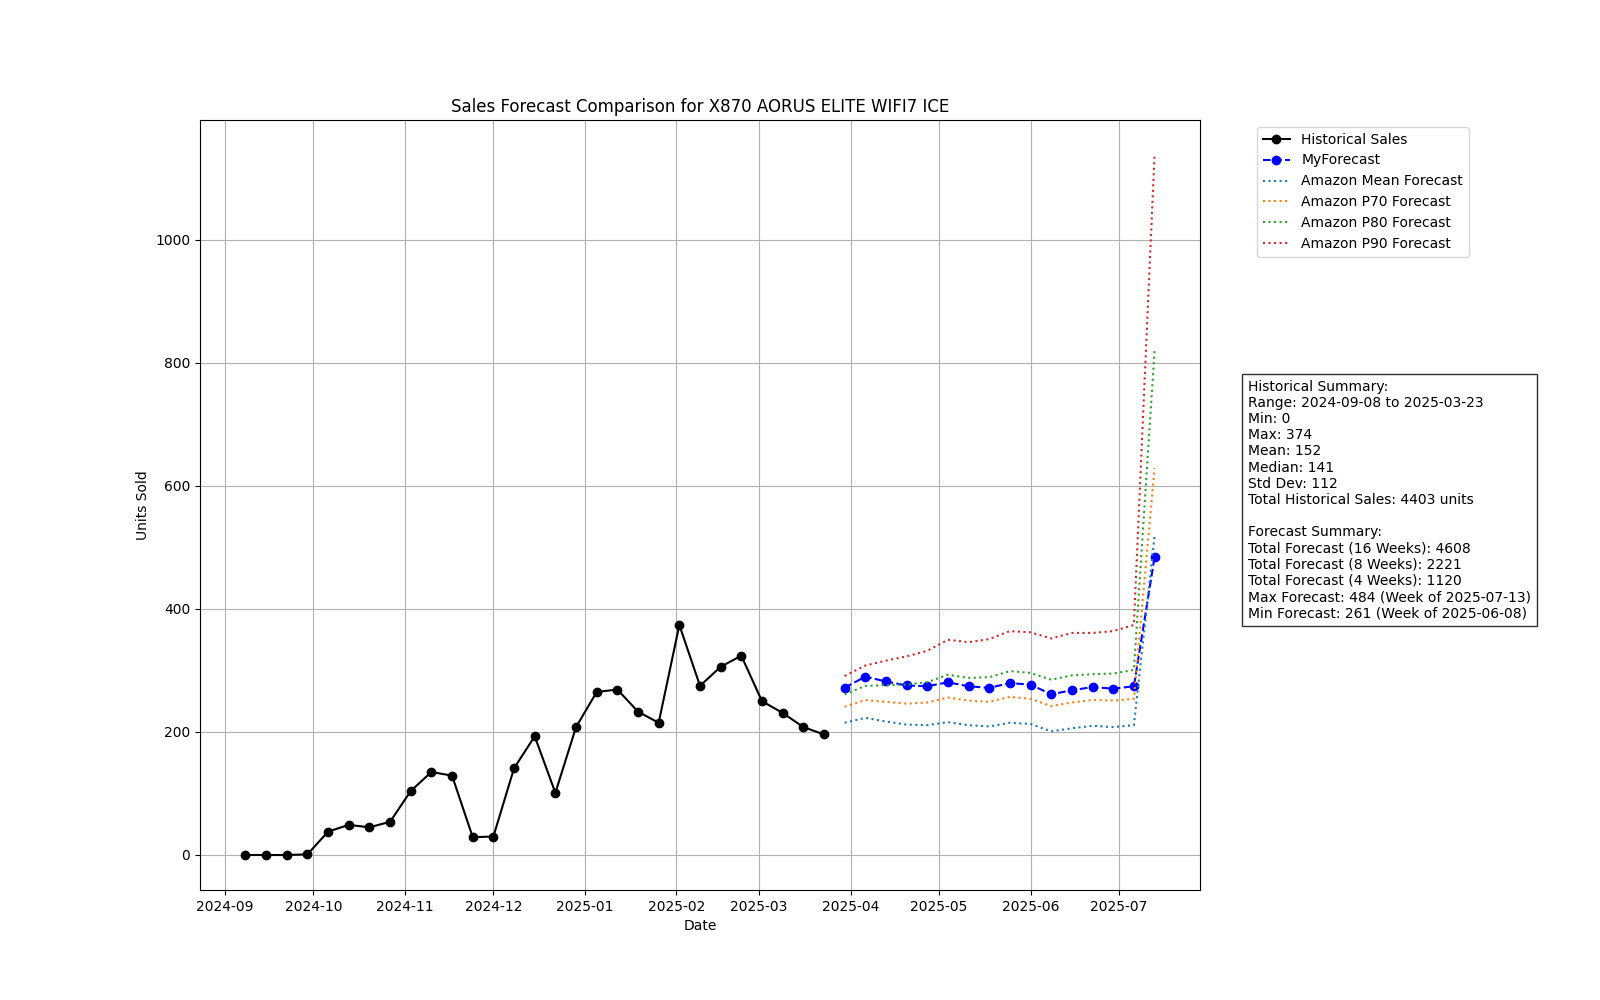 Sales Forecast Comparison for X870 AORUS ELITE WIFI7 ICE
Units Sold
1000
800
600
400
200
0
2024-09
2024-10
2024-11
2024-12
2025-01
2025-02
2025-03
2025-04
2025-05
2025-06
2025-07
Date
Historical Sales
MyForecast
Amazon Mean Forecast
Amazon P70 Forecast
Amazon P80 Forecast
Amazon P90 Forecast
Historical Summary:
Range: 2024-09-08 to 2025-03-23
Min: 0
Max: 374
Mean: 152
Median: 141
Std Dev: 112
Total Historical Sales: 4403 units
Forecast Summary:
Total Forecast (16 Weeks): 4608
Total Forecast (8 Weeks): 2221
Total Forecast (4 Weeks): 1120
Max Forecast: 484 (Week of 2025-07-13)
Min Forecast: 261 (Week of 2025-06-08)